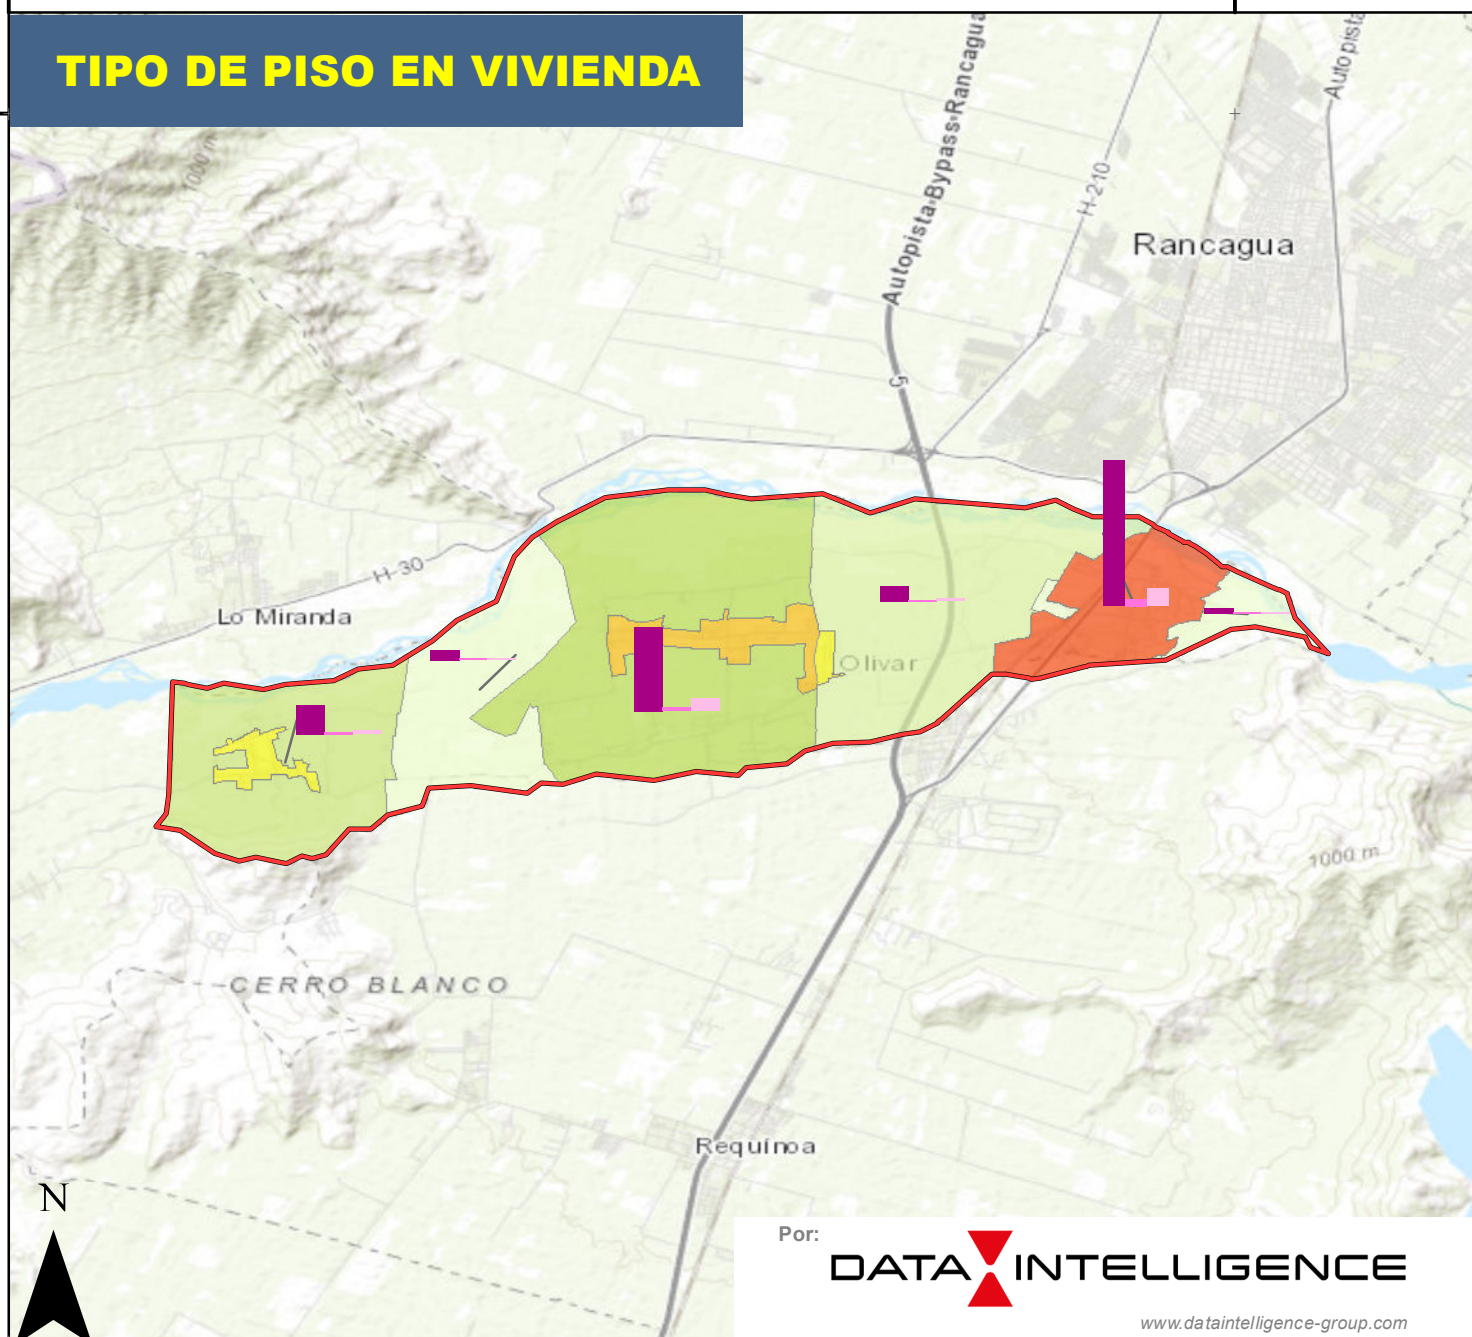 TIPO DE PISO EN VIVIENDA
1000 m
Autopista-Bypass-Rancagua
Autopista
H-210
Rancagua
5
H-30
Lo Miranda
Olivar
1000 m
CERRO BLANCO
Requínoa
N
Por:
DATA INTELLIGENCE
www.dataintelligence-group.com